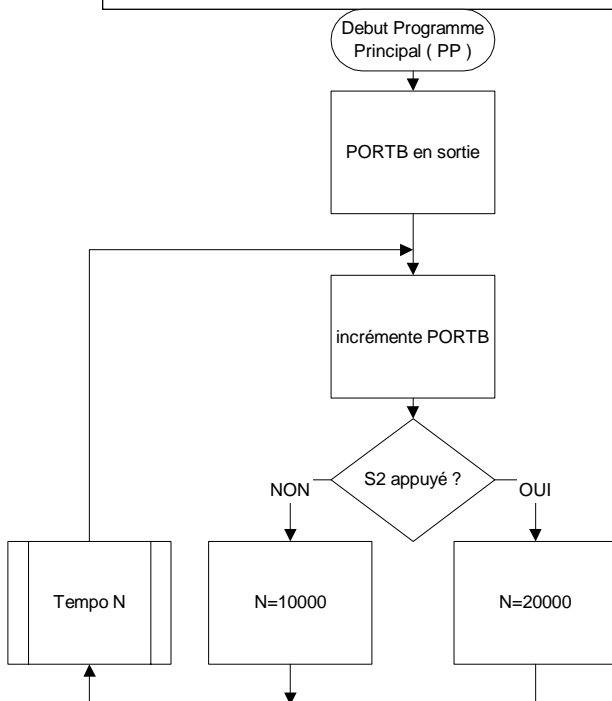 Debut Programme
Principal ( PP )
PORTB en sortie
incrémente PORTB
S2 appuyé ?
NON
OUI
Tempo N
N=10000
N=20000